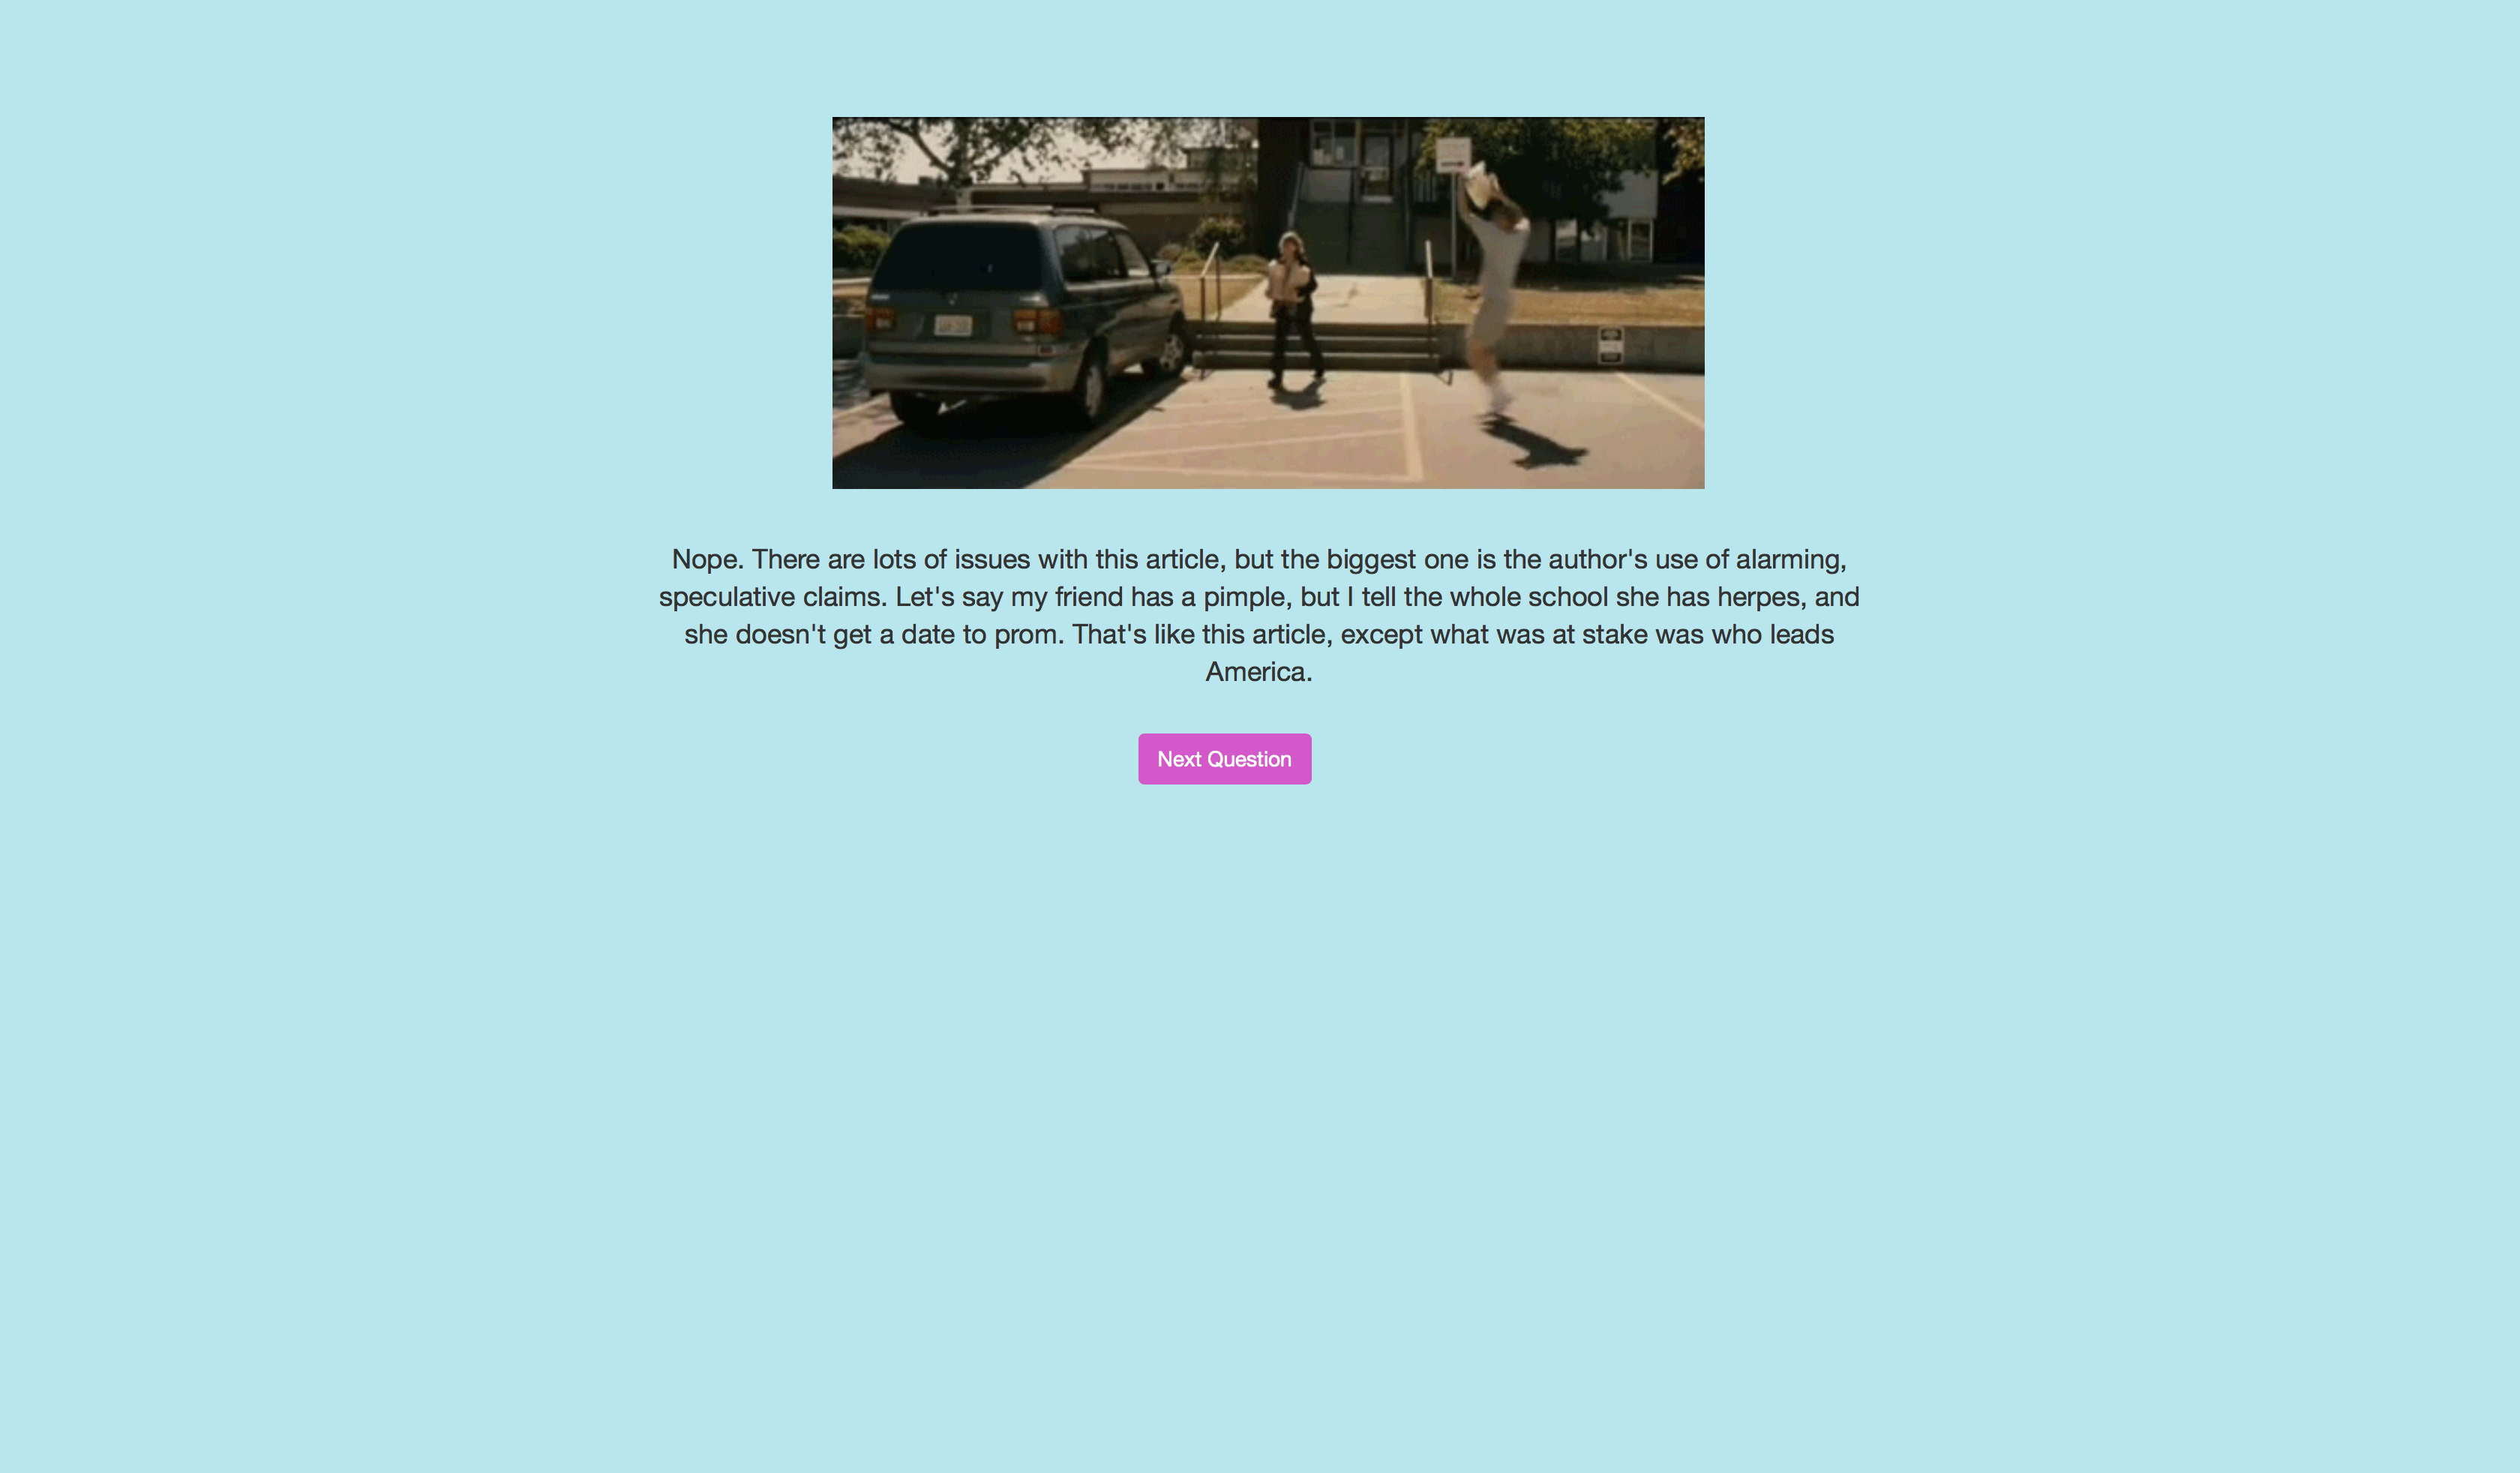 Nope. There are lots of issues with this article, but the biggest one is the author's use of alarming,
speculative claims. Let's say my friend has a pimple, but I tell the whole school she has herpes, and
she doesn't get a date to prom. That's like this article, except what was at stake was who leads
America.
Next Question